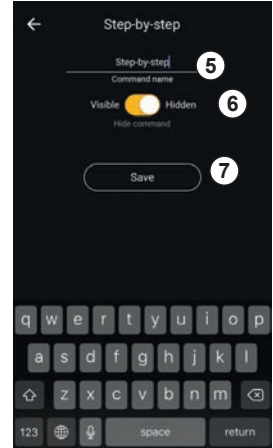 Step-by-step
Step-by-step 5
Command name
Visible Hidden 6
Hide command
Save 7
q w e r t y u i o p
a s d f g h j k l
z x c v b n m
123 space return